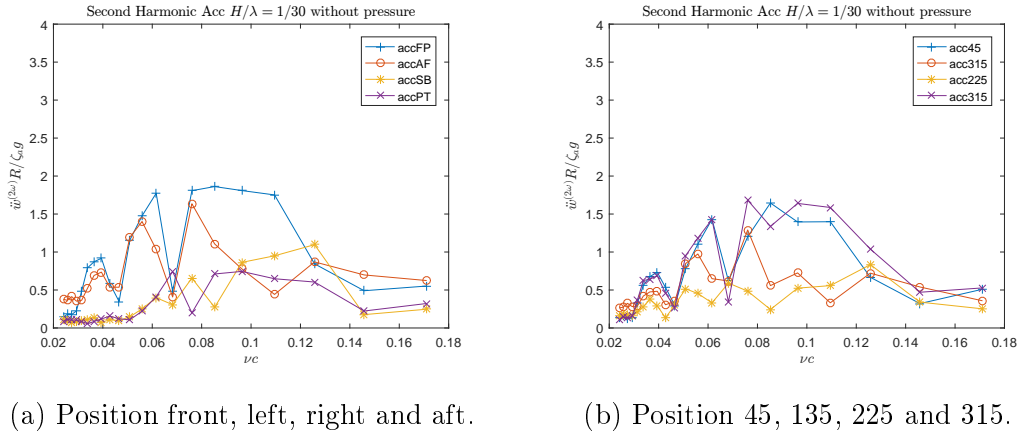 Second Harmonic Acc H/λ = 1/30 without pressure
4
3.5
3
2.5
2
1.5
1
0.5
0
ẅ^(2ω)R/ζ_a g
accFP
accAF
accSB
accPT
0.02 0.04 0.06 0.08 0.10 0.12 0.14 0.16 0.18
νc
(a) Position front, left, right and aft.
Second Harmonic Acc H/λ = 1/30 without pressure
4
3.5
3
2.5
2
1.5
1
0.5
0
ẅ^(2ω)R/ζ_a g
acc45
acc315
acc225
acc315
0.02 0.04 0.06 0.08 0.10 0.12 0.14 0.16 0.18
νc
(b) Position 45, 135, 225 and 315.